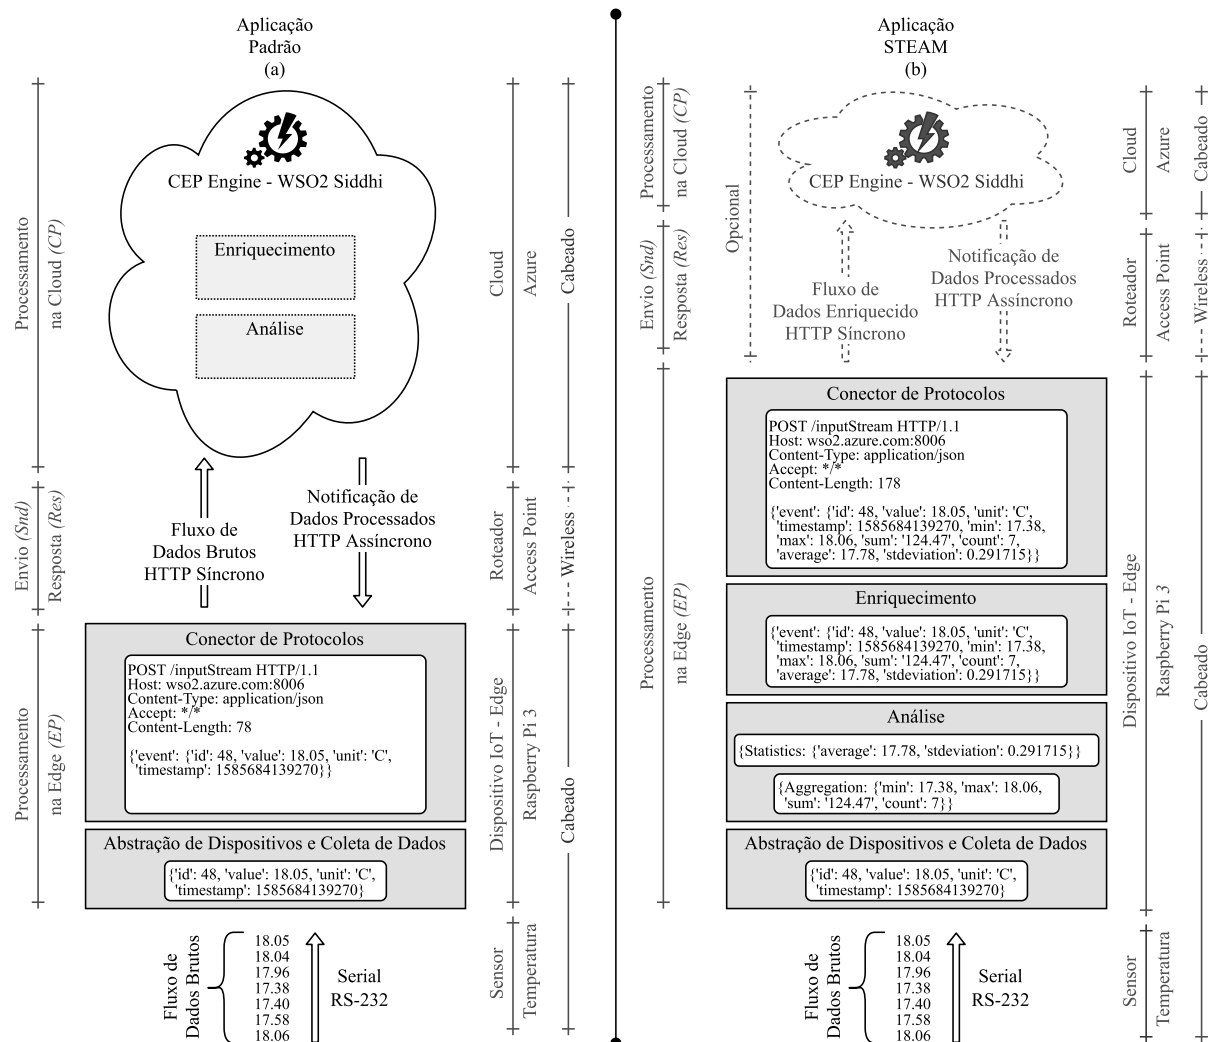 Aplicação
Padrão
(a)
Processamento
na Cloud (CP)
CEP Engine - WSO2 Siddhi
Enriquecimento
Análise
Cloud
Azure
Cabeado
Envio (Snd)
Resposta (Res)
Fluxo de
Dados Brutos
HTTP Síncrono
Notificação de
Dados Processados
HTTP Assíncrono
Roteador
Access Point
Wireless
Processamento
na Edge (EP)
Conector de Protocolos
POST /inputStream HTTP/1.1
Host: wso2.azure.com:8006
Content-Type: application/json
Accept: */*
Content-Length: 78
{'event': {'id': 48, 'value': 18.05, 'unit': 'C',
'timestamp': 1585684139270}}
Abstração de Dispositivos e Coleta de Dados
{'id': 48, 'value': 18.05, 'unit': 'C',
'timestamp': 1585684139270}
Dispositivo IoT - Edge
Raspberry Pi 3
Cabeado
Fluxo de
Dados Brutos
18.05
18.04
17.96
17.38
17.40
17.58
18.06
Serial
RS-232
Sensor
Temperatura
Aplicação
STEAM
(b)
Processamento
na Cloud (CP)
Opcional
CEP Engine - WSO2 Siddhi
Cloud
Azure
Cabeado
Envio (Snd)
Resposta (Res)
Fluxo de
Dados Enriquecido
HTTP Síncrono
Notificação de
Dados Processados
HTTP Assíncrono
Roteador
Access Point
Wireless
Processamento
na Edge (EP)
Conector de Protocolos
POST /inputStream HTTP/1.1
Host: wso2.azure.com:8006
Content-Type: application/json
Accept: */*
Content-Length: 178
{'event': {'id': 48, 'value': 18.05, 'unit': 'C',
'timestamp': 1585684139270, 'min': 17.38,
'max': 18.06, 'sum': '124.47', 'count': 7,
'average': 17.78, 'stdeviation': 0.291715}}
Enriquecimento
{'event': {'id': 48, 'value': 18.05, 'unit': 'C',
'timestamp': 1585684139270, 'min': 17.38,
'max': 18.06, 'sum': '124.47', 'count': 7,
'average': 17.78, 'stdeviation': 0.291715}}
Análise
{Statistics: {'average': 17.78, 'stdeviation': 0.291715}}
{Aggregation: {'min': 17.38, 'max': 18.06,
'sum': '124.47', 'count': 7}}
Abstração de Dispositivos e Coleta de Dados
{'id': 48, 'value': 18.05, 'unit': 'C',
'timestamp': 1585684139270}
Dispositivo IoT - Edge
Raspberry Pi 3
Cabeado
Fluxo de
Dados Brutos
18.05
18.04
17.96
17.38
17.40
17.58
18.06
Serial
RS-232
Sensor
Temperatura